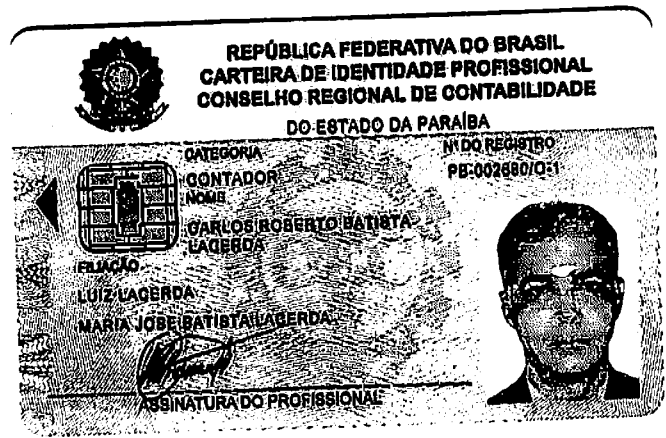 REPÚBLICA FEDERATIVA DO BRASIL
CARTEIRA DE IDENTIDADE PROFISSIONAL
CONSELHO REGIONAL DE CONTABILIDADE
DO ESTADO DA PARAÍBA
CATEGORIA
Nº DO REGISTRO
CONTADOR
PB-002680/O-1
NOME
CARLOS ROBERTO BATISTA
LACERDA
FILIAÇÃO
LUIZ LACERDA
MARIA JOSE BATISTA LACERDA
ASSINATURA DO PROFISSIONAL